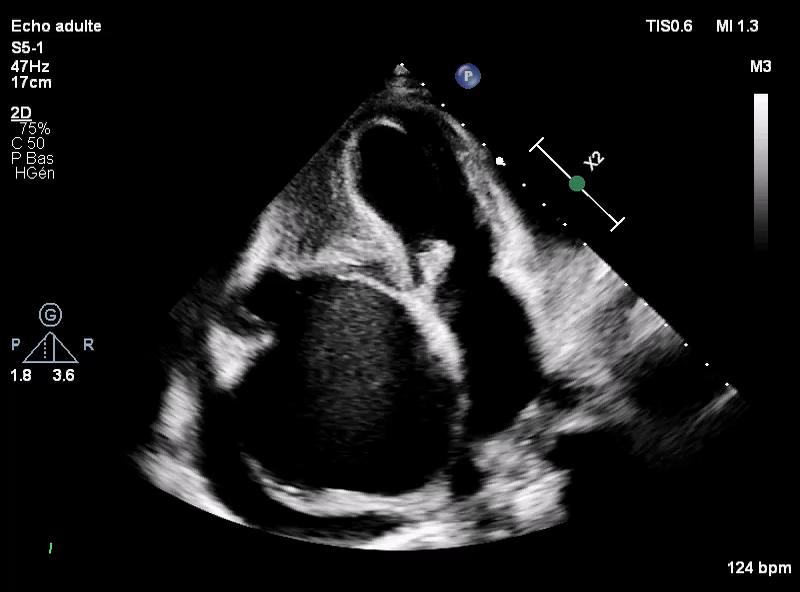 Echo adulte
S5-1
47Hz
17cm
2D
75%
C 50
P Bas
HGén
TIS0.6 MI 1.3
M3
P
X2
G
P R
1.8 3.6
124 bpm